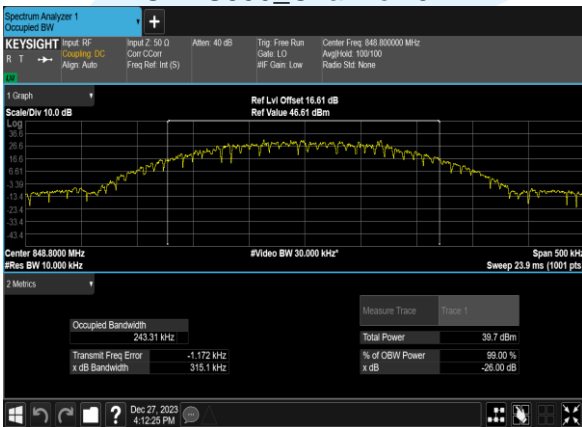 Spectrum Analyzer 1
Occupied BW
KEYSIGHT
R T
LW
Input: RF
Coupling: DC
Align: Auto
Input Z: 50 Ω
Corr CCorr
Freq Ref: Int (S)
Atten: 40 dB
Trig: Free Run
Gate: LO
#IF Gain: Low
Center Freq: 848.800000 MHz
Avg|Hold: 100/100
Radio Std: None
1 Graph
Scale/Div 10.0 dB
Ref Lvl Offset 16.61 dB
Ref Value 46.61 dBm
Log
36.6
26.6
16.6
6.61
-3.39
-13.4
-23.4
-33.4
-43.4
Center 848.8000 MHz
#Res BW 10.000 kHz
#Video BW 30.000 kHz*
Span 500 kHz
Sweep 23.9 ms (1001 pts)
2 Metrics
Measure Trace Trace 1
Occupied Bandwidth
243.31 kHz
Total Power 39.7 dBm
Transmit Freq Error -1.172 kHz
% of OBW Power 99.00 %
x dB Bandwidth 315.1 kHz
x dB -26.00 dB
Dec 27, 2023
4:12:25 PM